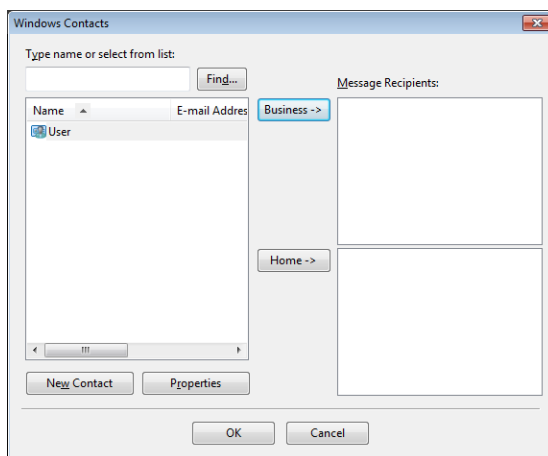 Windows Contacts
Type name or select from list:
Find...
Message Recipients:
Name E-mail Addres
Business ->
User
Home ->
New Contact Properties
OK Cancel